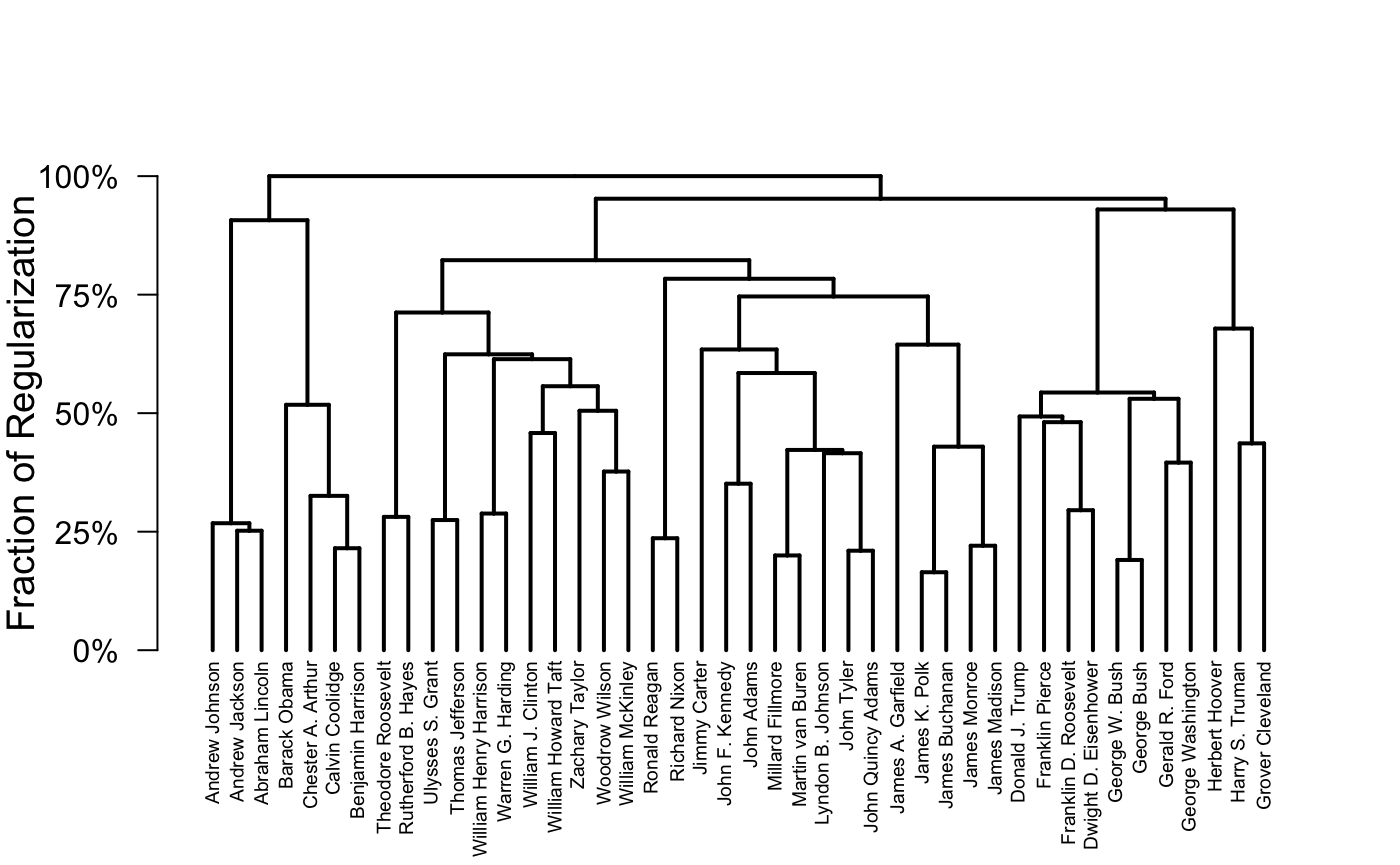 Fraction of Regularization
100%
75%
50%
25%
0%
Andrew Johnson
Andrew Jackson
Abraham Lincoln
Barack Obama
Chester A. Arthur
Calvin Coolidge
Benjamin Harrison
Theodore Roosevelt
Rutherford B. Hayes
Ulysses S. Grant
Thomas Jefferson
William Henry Harrison
Warren G. Harding
William J. Clinton
William Howard Taft
Zachary Taylor
Woodrow Wilson
William McKinley
Ronald Reagan
Richard Nixon
Jimmy Carter
John F. Kennedy
John Adams
Millard Fillmore
Martin van Buren
Lyndon B. Johnson
John Tyler
John Quincy Adams
James A. Garfield
James K. Polk
James Buchanan
James Monroe
James Madison
Donald J. Trump
Franklin Pierce
Franklin D. Roosevelt
Dwight D. Eisenhower
George W. Bush
George Bush
Gerald R. Ford
George Washington
Herbert Hoover
Harry S. Truman
Grover Cleveland